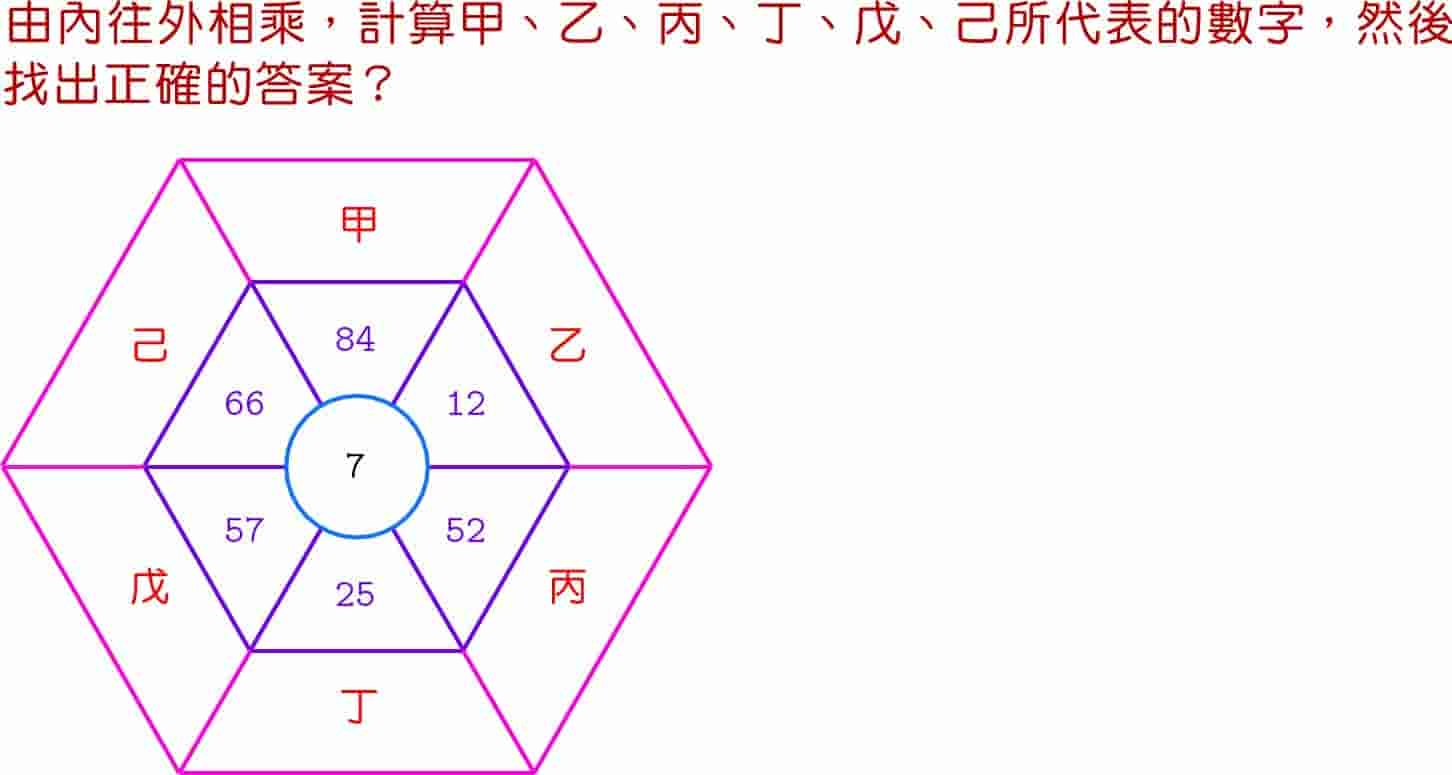 由內往外相乘，計算甲、乙、丙、丁、戊、己所代表的數字，然後
找出正確的答案？
甲
己
84
乙
66
12
7
57
52
戊
25
丙
丁